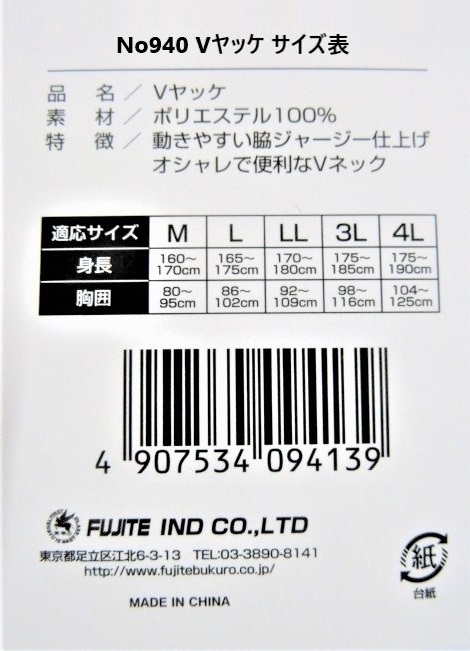 No940 Vヤッケ サイズ表
品 名 ／ Vヤッケ
素 材 ／ ポリエステル100%
特 徴 ／ 動きやすい脇ジャージー仕上げ
オシャレで便利なVネック
適応サイズ M L LL 3L 4L
身長 160〜170cm 165〜175cm 170〜180cm 175〜185cm 175〜190cm
胸囲 80〜95cm 86〜102cm 92〜109cm 98〜116cm 104〜125cm
4 907534 094139
FUJITE IND CO.,LTD
東京都足立区江北6-3-13 TEL:03-3890-8141
http://www.fujitebukuro.co.jp/
紙
台紙
MADE IN CHINA